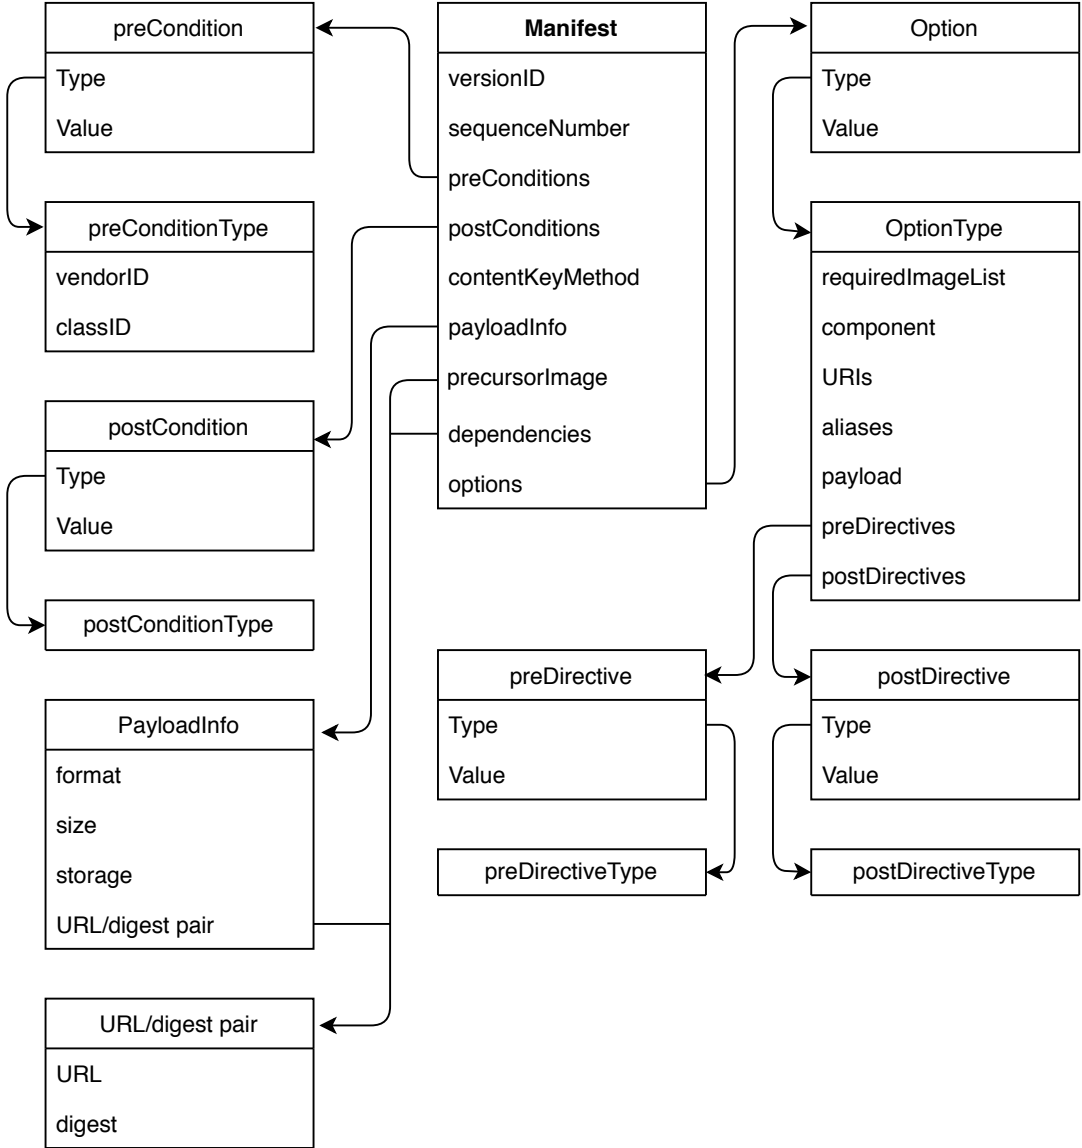 preCondition
Type
Value
preConditionType
vendorID
classID
postCondition
Type
Value
postConditionType
PayloadInfo
format
size
storage
URL/digest pair
URL/digest pair
URL
digest
Manifest
versionID
sequenceNumber
preConditions
postConditions
contentKeyMethod
payloadInfo
precursorImage
dependencies
options
preDirective
Type
Value
preDirectiveType
Option
Type
Value
OptionType
requiredImageList
component
URIs
aliases
payload
preDirectives
postDirectives
postDirective
Type
Value
postDirectiveType